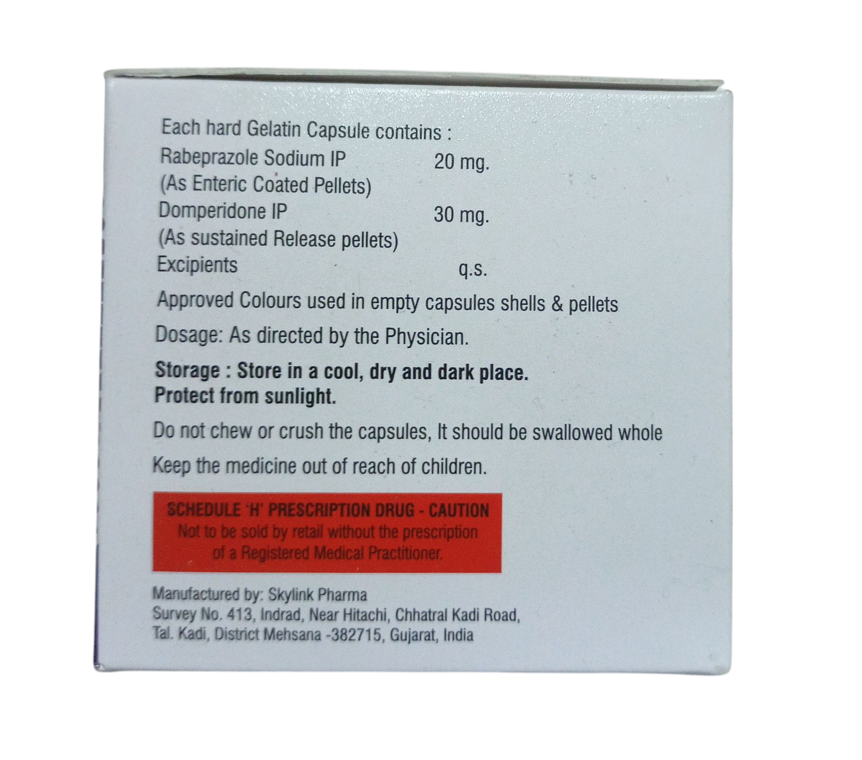 Each hard Gelatin Capsule contains :
Rabeprazole Sodium IP 20 mg.
(As Enteric Coated Pellets)
Domperidone IP 30 mg.
(As sustained Release pellets)
Excipients q.s.
Approved Colours used in empty capsules shells & pellets
Dosage: As directed by the Physician.
Storage : Store in a cool, dry and dark place.
Protect from sunlight.
Do not chew or crush the capsules, It should be swallowed whole
Keep the medicine out of reach of children.
SCHEDULE 'H' PRESCRIPTION DRUG - CAUTION
Not to be sold by retail without the prescription
of a Registered Medical Practitioner.
Manufactured by: Skylink Pharma
Survey No. 413, Indrad, Near Hitachi, Chhatral Kadi Road,
Tal. Kadi, District Mehsana -382715, Gujarat, India